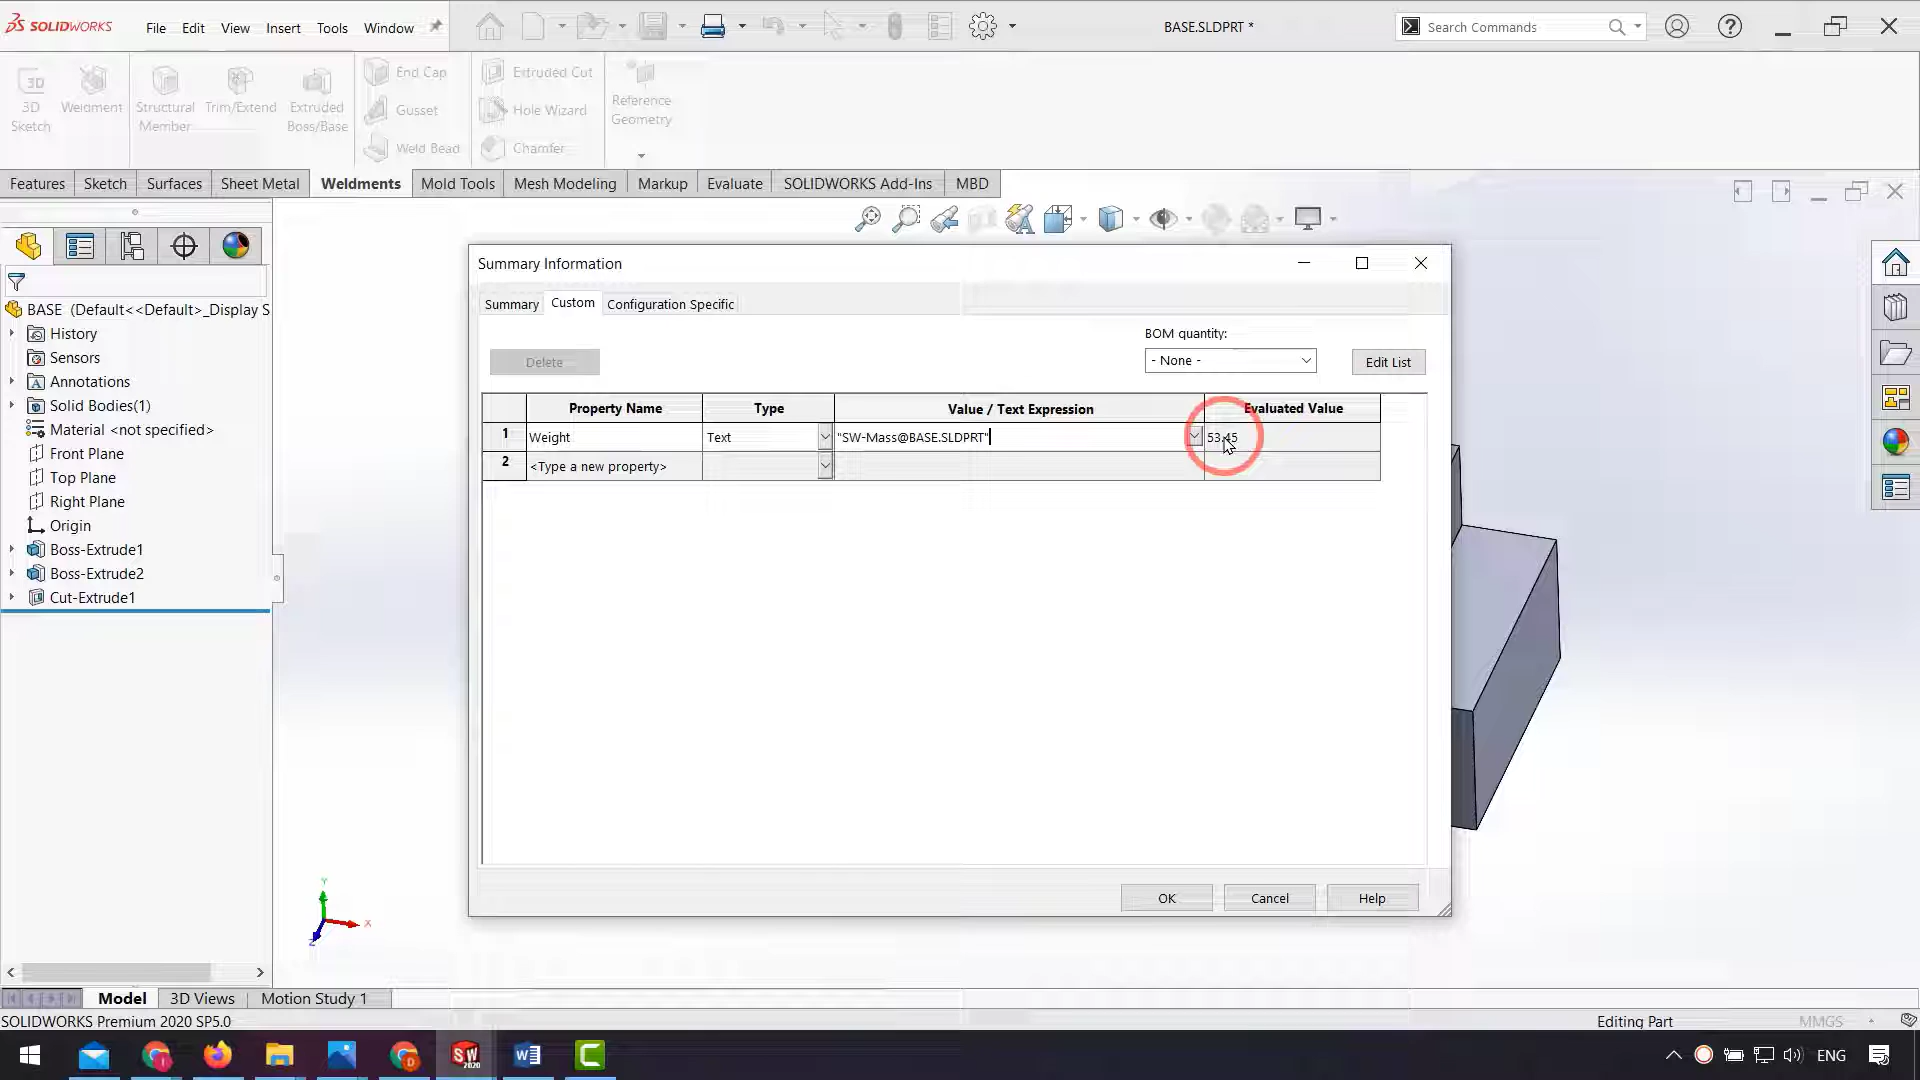 SOLIDWORKS File Edit View Insert Tools Window BASE.SLDPRT * Search Commands
3D Sketch
Weldment
Structural Member
Trim/Extend
Extruded Boss/Base
End Cap
Gusset
Weld Bead
Extruded Cut
Hole Wizard
Chamfer
Reference Geometry
Features Sketch Surfaces Sheet Metal Weldments Mold Tools Mesh Modeling Markup Evaluate SOLIDWORKS Add-Ins MBD
BASE (Default<<Default>_Display S
History
Sensors
Annotations
Solid Bodies(1)
Material <not specified>
Front Plane
Top Plane
Right Plane
Origin
Boss-Extrude1
Boss-Extrude2
Cut-Extrude1
Summary Information
Summary Custom Configuration Specific
BOM quantity:
Delete - None - Edit List
Property Name Type Value / Text Expression Evaluated Value
1 Weight Text "SW-Mass@BASE.SLDPRT" 53.45
2 <Type a new property>
OK Cancel Help
Y
X
Z
Model 3D Views Motion Study 1
SOLIDWORKS Premium 2020 SP5.0 Editing Part MMGS
SW 2020
ENG